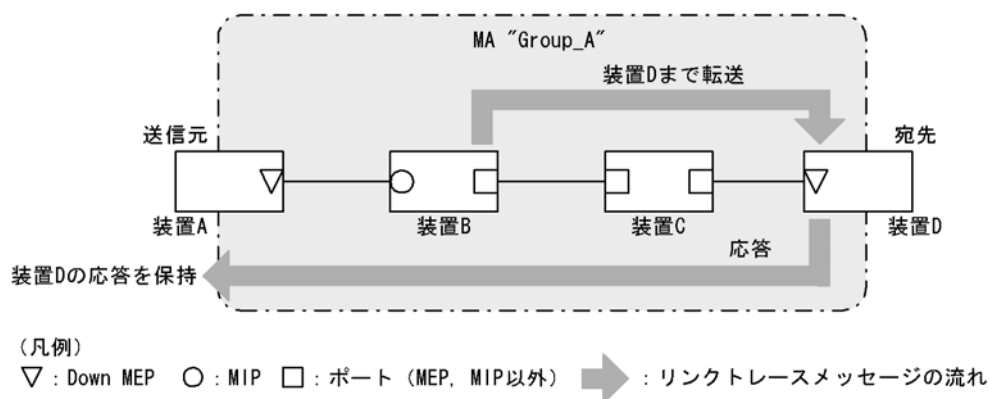 MA "Group_A"
装置Dまで転送
送信元
宛先
装置A
装置B
装置C
装置D
応答
装置Dの応答を保持
(凡例)
▽:Down MEP ○:MIP □:ポート(MEP, MIP以外) :リンクトレースメッセージの流れ